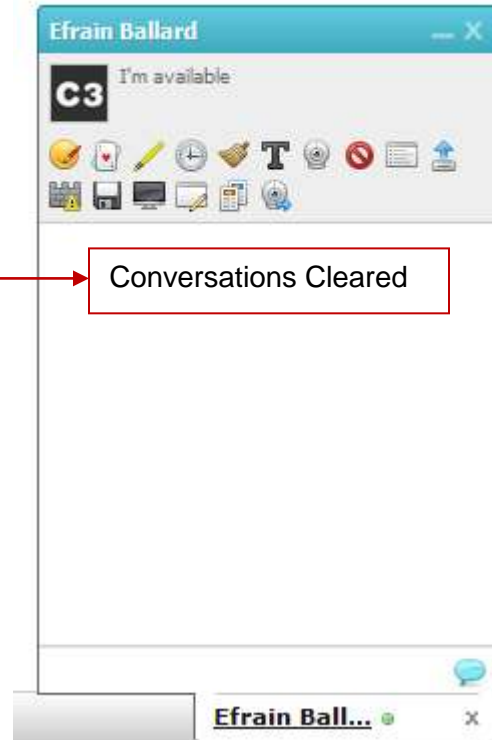 Efrain Ballard
C3
I'm available
T
Conversations Cleared
Efrain Ball...